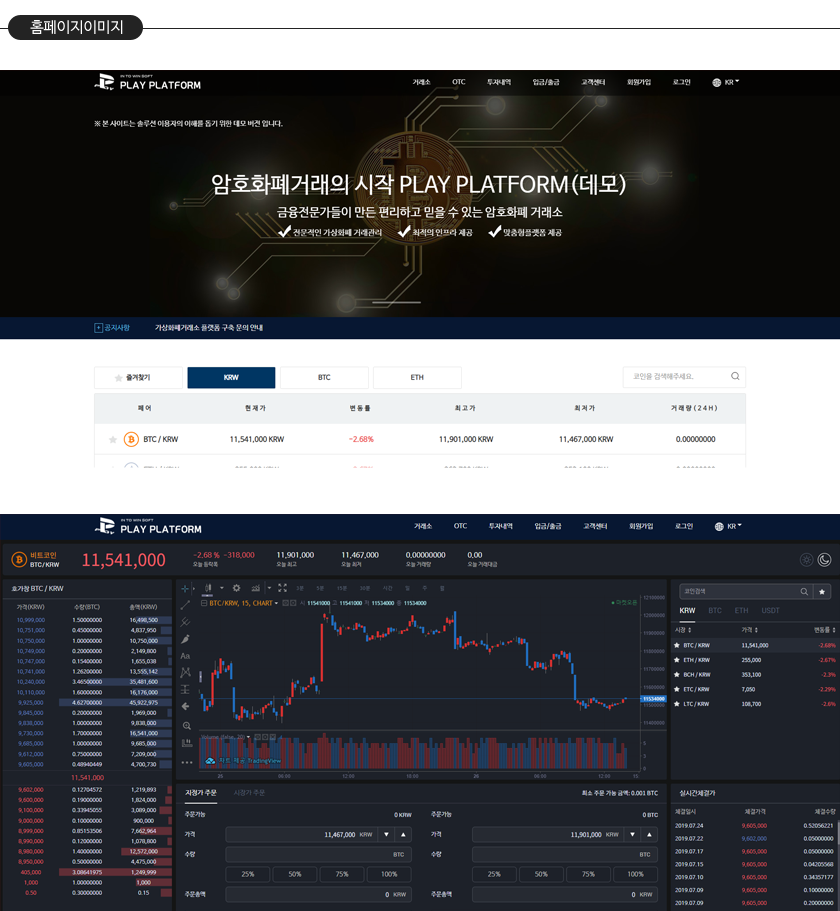 홈페이지이미지
IN TO WIN SOFT
PLAY PLATFORM
거래소 OTC 투자내역 입금/출금 고객센터 회원가입 로그인 KR
※ 본 사이트는 솔루션 이용자의 이해를 돕기 위한 데모 버전 입니다.
암호화폐거래의 시작 PLAY PLATFORM(데모)
금융전문가들이 만든 편리하고 믿을 수 있는 암호화폐 거래소
전문적인 가상화폐 거래관리 최적의 인프라 제공 맞춤형플랫폼 제공
공지사항 가상화폐거래소 플랫폼 구축 문의 안내
즐겨찾기 KRW BTC ETH 코인을 검색해주세요.
페어 현재가 변동률 최고가 최저가 거래량(24H)
BTC / KRW 11,541,000 KRW -2.68% 11,901,000 KRW 11,467,000 KRW 0.00000000
IN TO WIN SOFT
PLAY PLATFORM
거래소 OTC 투자내역 입금/출금 고객센터 회원가입 로그인 KR
비트코인
BTC/KRW
11,541,000
-2.68 % -318,000 11,901,000 11,467,000 0.00000000 0.00
오늘 등락폭 오늘 최고 오늘 최저 오늘 거래량 오늘 거래대금
호가창 BTC / KRW
가격(KRW) 수량(BTC) 총액(KRW)
10,999,000 1.50000000 16,498,500
10,751,000 0.45000000 4,837,950
10,750,000 1.00000000 10,750,000
10,749,000 0.20000000 2,149,800
10,747,000 0.15400000 1,655,038
10,741,000 1.26200000 13,555,142
10,240,000 3.46500000 35,481,600
10,110,000 1.60000000 16,176,000
9,925,000 4.62700000 45,922,975
9,845,000 0.20000000 1,969,000
9,838,000 1.00000000 9,838,000
9,730,000 1.70000000 16,541,000
9,685,000 1.00000000 9,685,000
9,612,000 0.75000000 7,209,000
9,605,000 0.48940449 4,700,730
11,541,000
9,602,000 0.12704572 1,219,893
9,600,000 0.19000000 1,824,000
9,100,000 0.33945055 3,089,000
9,000,000 0.10000000 900,000
8,999,000 0.85153506 7,662,964
8,990,000 0.12000000 1,078,800
8,980,000 1.40000000 12,572,000
8,950,000 0.50000000 4,475,000
405,000 3.08641975 1,249,999
1,000 1.00000000 1,000
0.50 0.30000000 0.15
BTC/KRW, 15, CHART 시 11541000 고 11541000 저 11534000 종 11534000
마켓오픈
11534000
Volume (false, 20)
차트 제공 TradingView
25 06:00 12:00 18:00 26 06:00 12:00 15
지정가 주문 시장가 주문 최소 주문 가능 금액: 0.001 BTC
주문가능 0 KRW 주문가능 0 BTC
가격 11,467,000 KRW 가격 11,901,000 KRW
수량 BTC 수량 BTC
25% 50% 75% 100% 25% 50% 75% 100%
주문총액 0 KRW 주문총액 0 KRW
코인검색
KRW BTC ETH USDT
시장 가격 변동률
BTC / KRW 11,541,000 -2.68%
ETH / KRW 255,000 -2.67%
BCH / KRW 353,100 -2.3%
ETC / KRW 7,050 -2.29%
LTC / KRW 108,700 -2.6%
실시간체결가
체결일시 체결가격 체결수량
2019.07.24 9,605,000 0.52056221
2019.07.22 9,602,000 0.05000000
2019.07.17 9,605,000 0.05000000
2019.07.15 9,605,000 0.04205568
2019.07.10 9,605,000 0.34357177
2019.07.09 9,605,000 0.10000000
2019.07.09 9,605,000 0.20000000